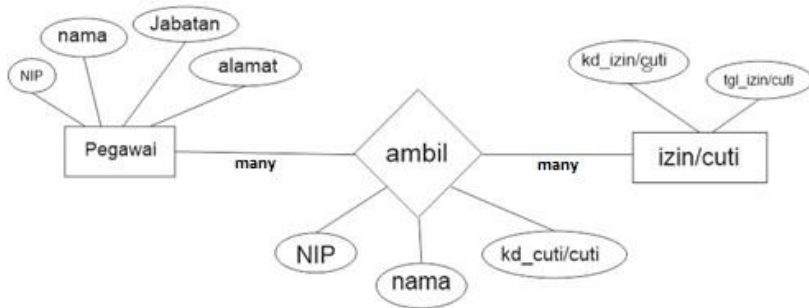 Jabatan
nama
NIP
alamat
kd_izin/cuti
tgl_izin/cuti
Pegawai
many
ambil
many
izin/cuti
NIP
nama
kd_cuti/cuti